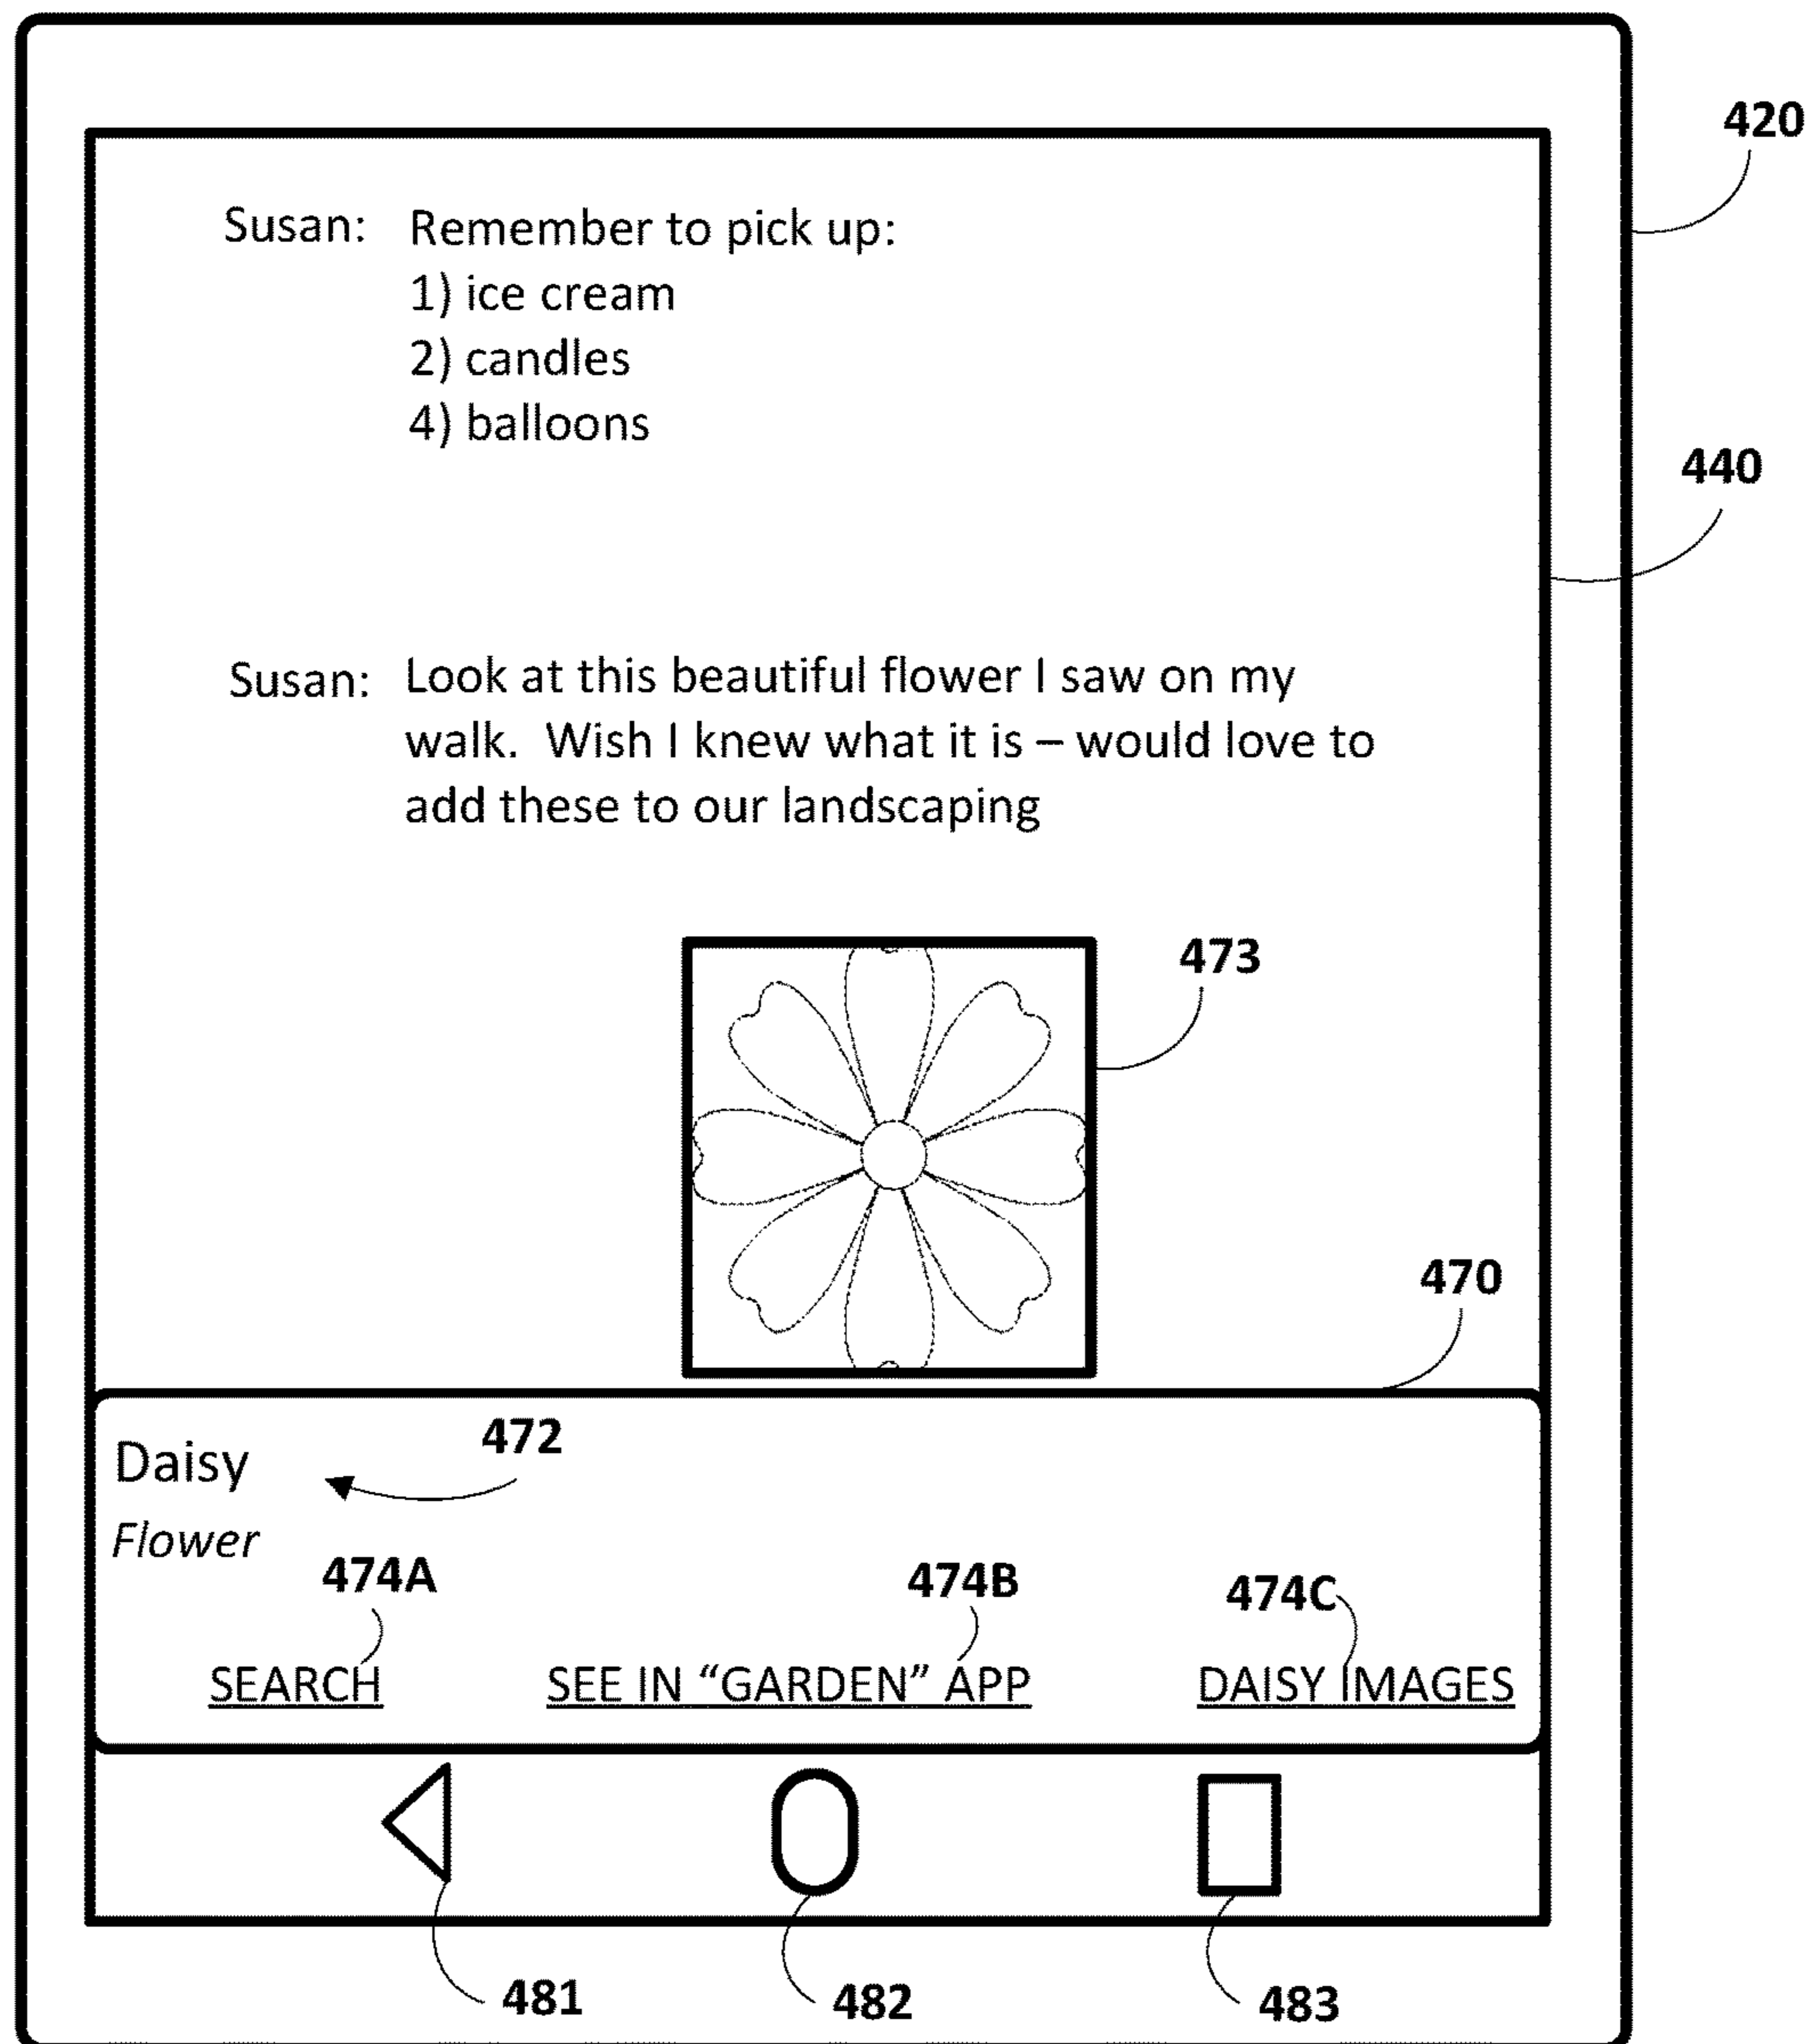 420
Susan: Remember to pick up:
1) ice cream
2) candles
4) balloons
440
Susan: Look at this beautiful flower I saw on my
walk. Wish I knew what it is – would love to
add these to our landscaping
473
470
472
Daisy
Flower
474A 474B 474C
SEARCH SEE IN “GARDEN” APP DAISY IMAGES
481 482 483